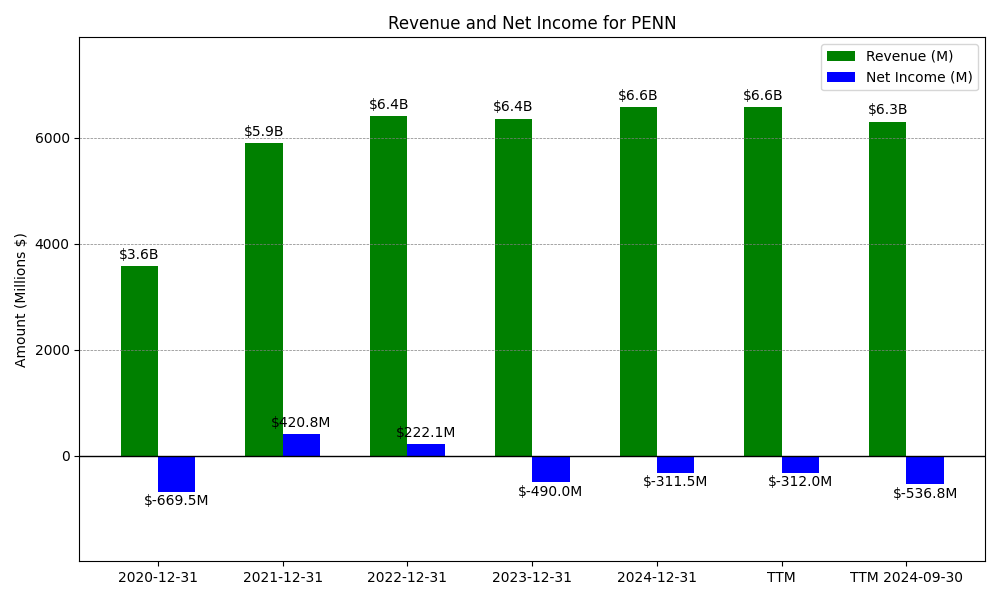 Revenue and Net Income for PENN
Revenue (M)
Net Income (M)
Amount (Millions $)
6000
4000
2000
0
$3.6B
$5.9B
$6.4B
$6.4B
$6.6B
$6.6B
$6.3B
$-669.5M
$420.8M
$222.1M
$-490.0M
$-311.5M
$-312.0M
$-536.8M
2020-12-31
2021-12-31
2022-12-31
2023-12-31
2024-12-31
TTM
TTM 2024-09-30